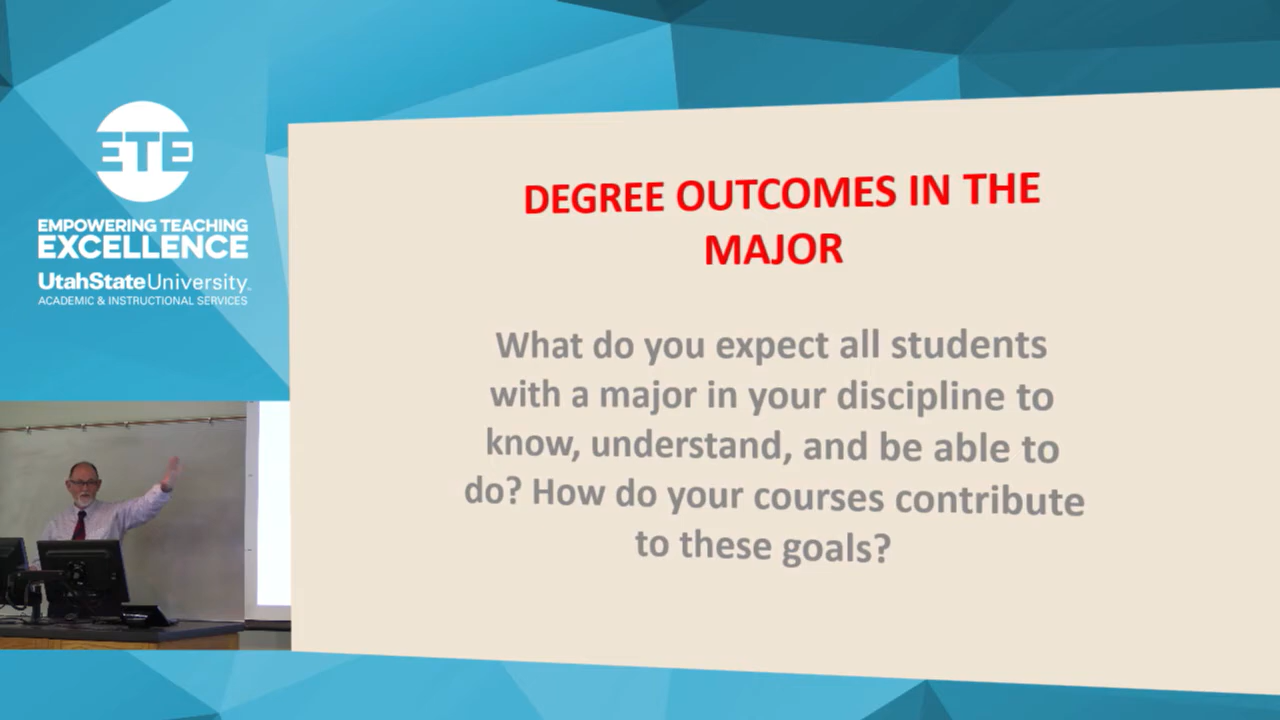 ETE
EMPOWERING TEACHING
EXCELLENCE
UtahStateUniversity
ACADEMIC & INSTRUCTIONAL SERVICES
DEGREE OUTCOMES IN THE
MAJOR
What do you expect all students
with a major in your discipline to
know, understand, and be able to
do? How do your courses contribute
to these goals?